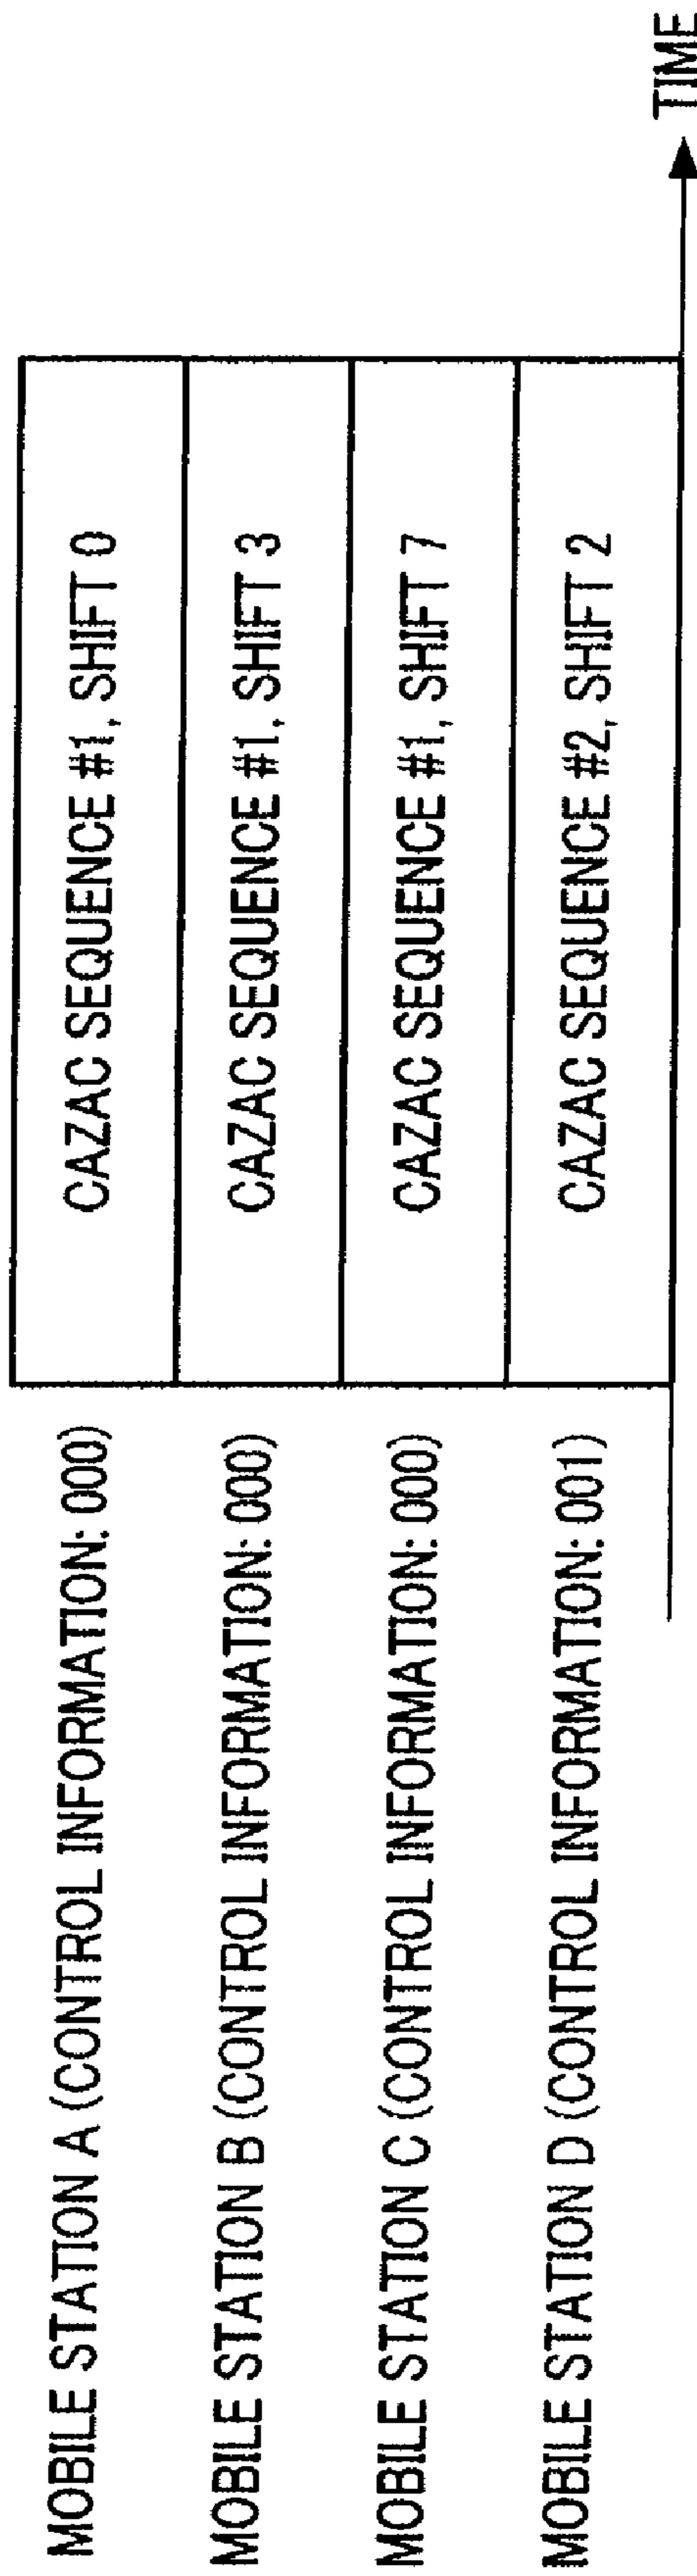 MOBILE STATION A (CONTROL INFORMATION: 000) CAZAC SEQUENCE #1, SHIFT 0
MOBILE STATION B (CONTROL INFORMATION: 000) CAZAC SEQUENCE #1, SHIFT 3
MOBILE STATION C (CONTROL INFORMATION: 000) CAZAC SEQUENCE #1, SHIFT 7
MOBILE STATION D (CONTROL INFORMATION: 001) CAZAC SEQUENCE #2, SHIFT 2
TIME